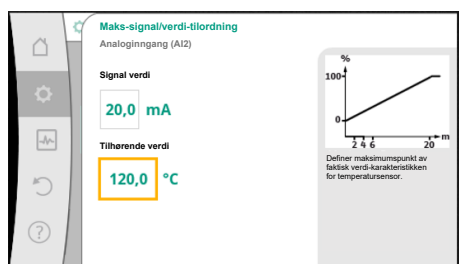 Maks-signal/verdi-tilordning
Analoginngang (AI2)
Signal verdi
20,0 mA
Tilhørende verdi
120,0 °C
%
100
0
2 4 6 20
m
Definer maksimumspunkt av
faktisk verdi-karakteristikken
for temperatursensor.